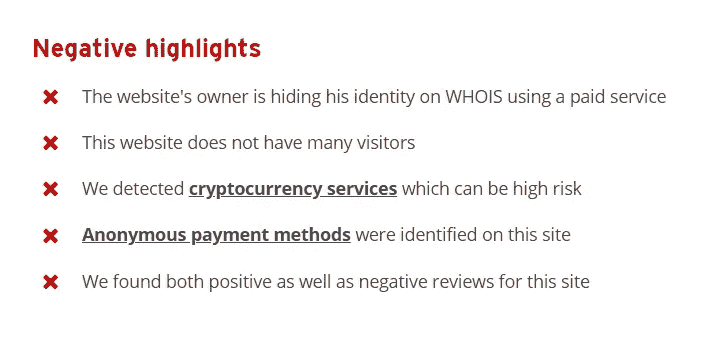 Negative highlights
The website's owner is hiding his identity on WHOIS using a paid service
This website does not have many visitors
We detected cryptocurrency services which can be high risk
Anonymous payment methods were identified on this site
We found both positive as well as negative reviews for this site